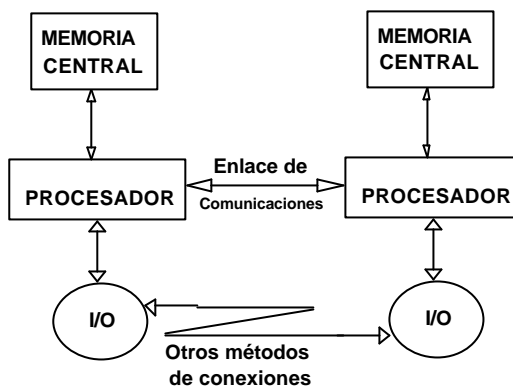 MEMORIA
CENTRAL
MEMORIA
CENTRAL
Enlace de
Comunicaciones
PROCESADOR
PROCESADOR
I/O
I/O
Otros métodos
de conexiones